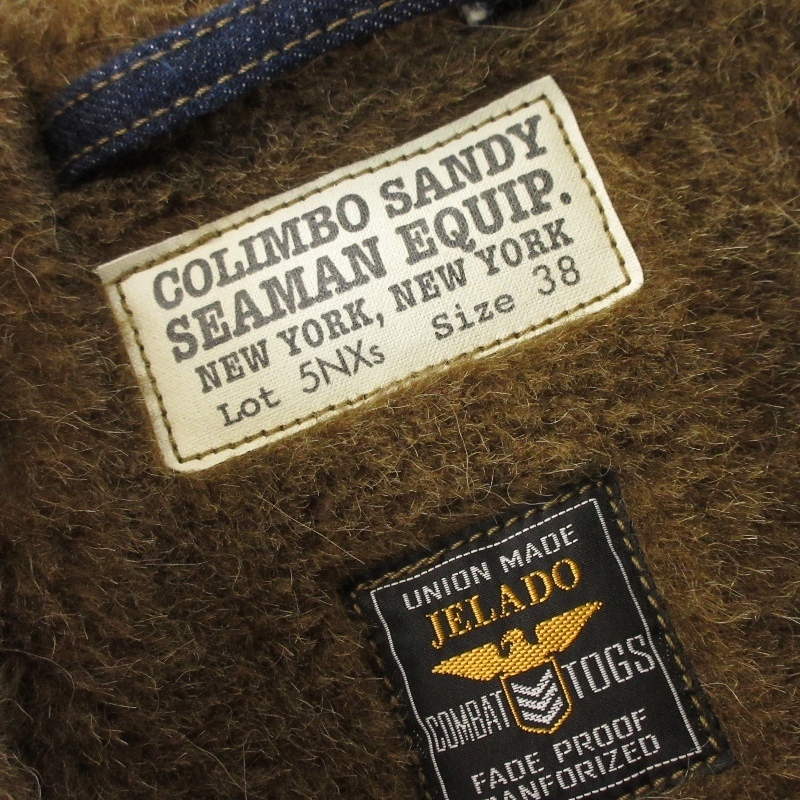 COLIMBO SANDY
SEAMAN EQUIP.
NEW YORK, NEW YORK
Lot 5NXs Size 38
UNION MADE
JELADO
COMBAT TOGS
FADE PROOF
ANFORIZED